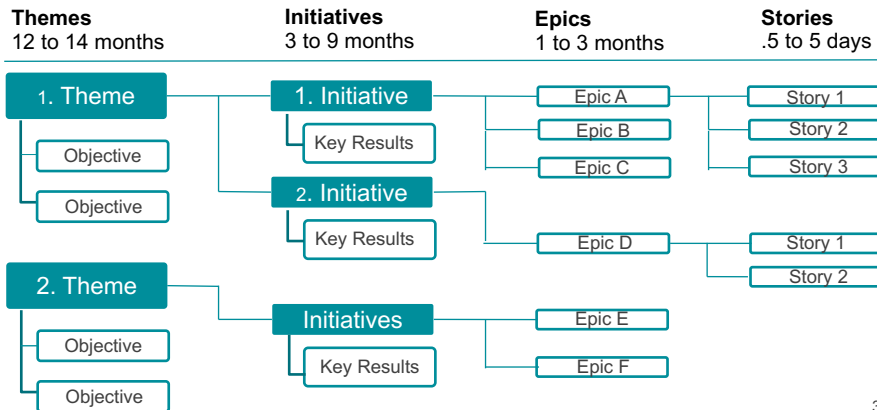 Themes
12 to 14 months
Initiatives
3 to 9 months
Epics
1 to 3 months
Stories
.5 to 5 days
1. Theme
Objective
Objective
1. Initiative
Key Results
2. Initiative
Key Results
Epic A
Epic B
Epic C
Epic D
Story 1
Story 2
Story 3
Story 1
Story 2
2. Theme
Objective
Objective
Initiatives
Key Results
Epic E
Epic F